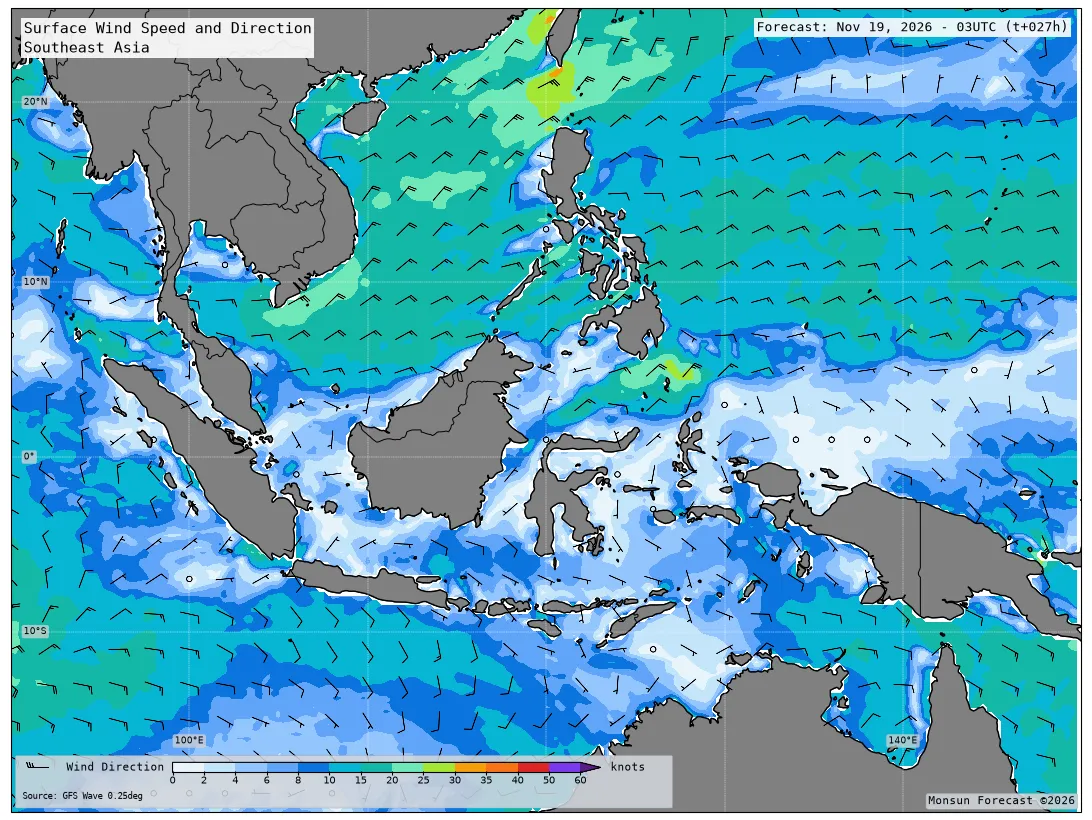 Surface Wind Speed and Direction
Southeast Asia
Forecast: Nov 19, 2026 - 03UTC (t+027h)
20°N
10°N
0°
10°S
100°E
140°E
Wind Direction
0 2 4 6 8 10 15 20 25 30 35 40 50 60
knots
Source: GFS Wave 0.25deg
Monsun Forecast ©2026